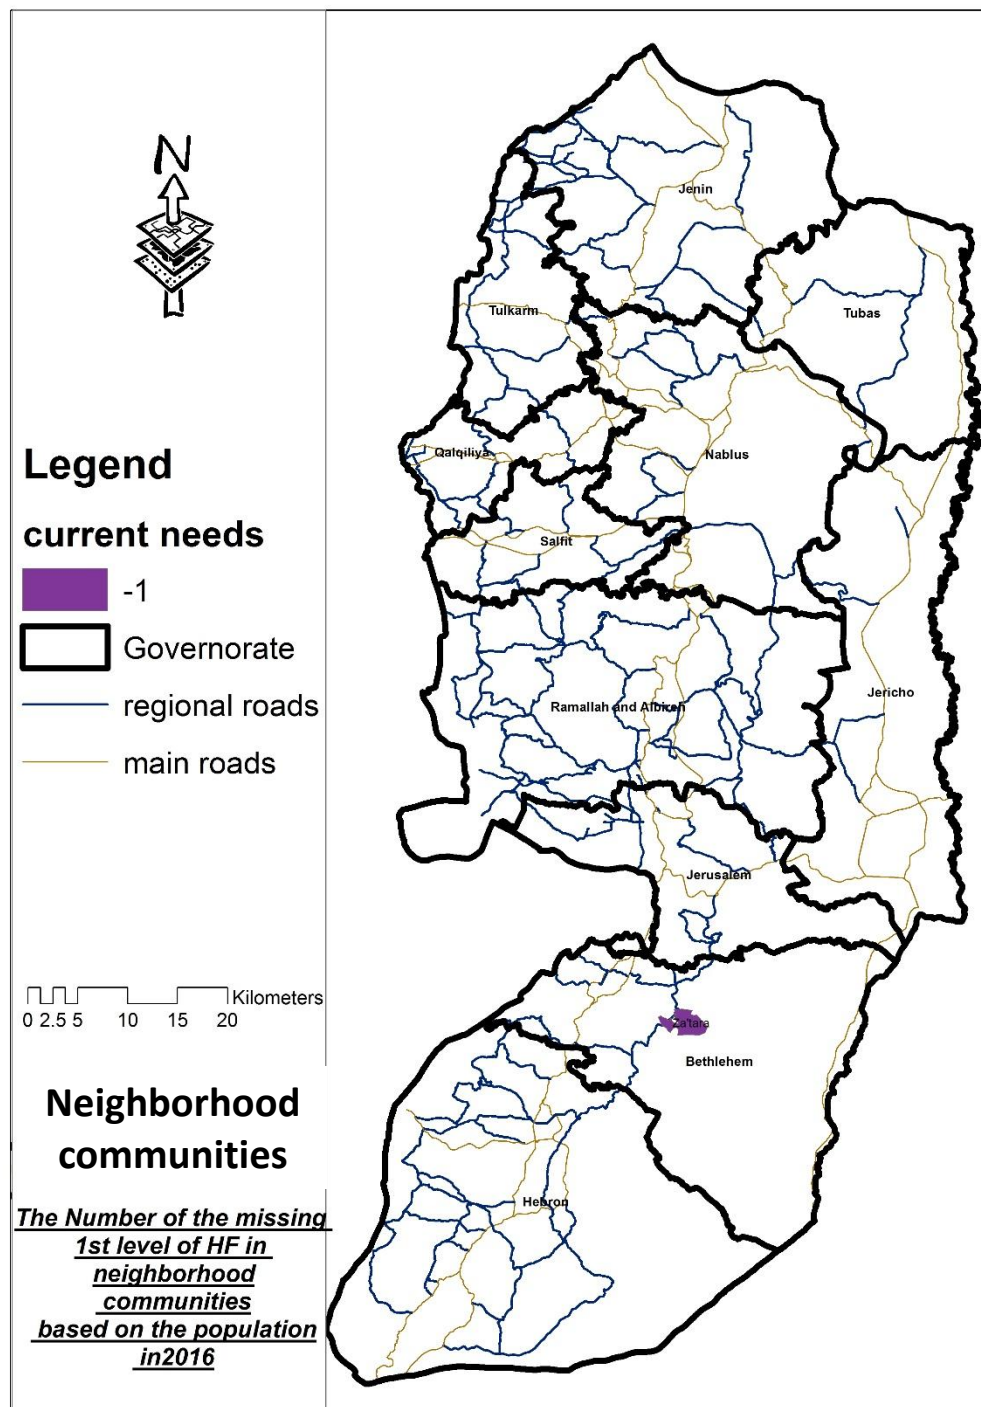 N
Legend
current needs
-1
Governorate
regional roads
main roads
Kilometers
0 2.5 5 10 15 20
Neighborhood
communities
The Number of the missing
1st level of HF in
neighborhood
communities
based on the population
in2016
Jenin
Tubas
Tulkarm
Nablus
Qalqiliya
Salfit
Jericho
Ramallah and Albireh
Jerusalem
Za'tara
Bethlehem
Hebron